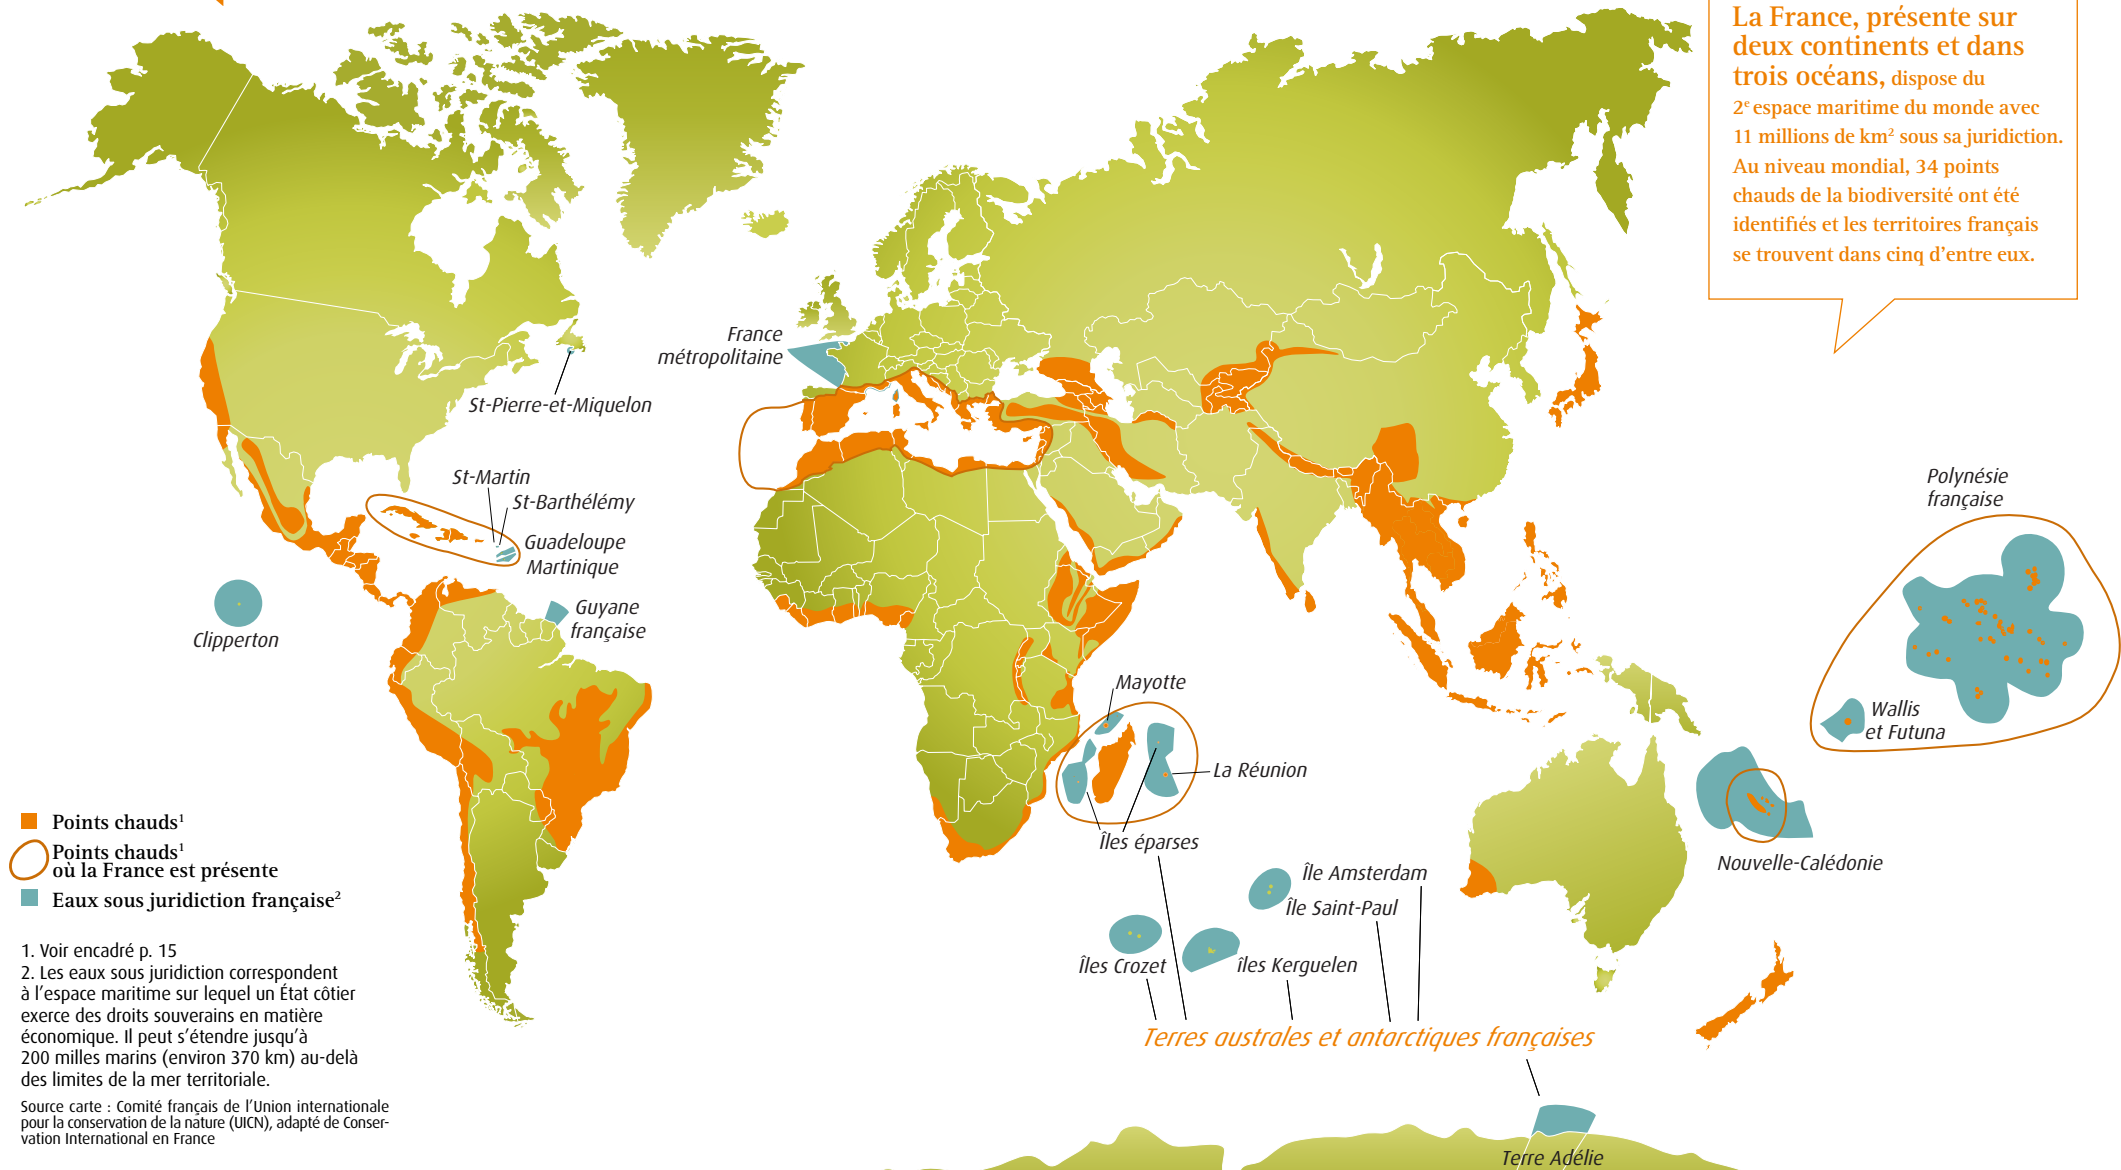 La France, présente sur
deux continents et dans
trois océans, dispose du
2e espace maritime du monde avec
11 millions de km² sous sa juridiction.
Au niveau mondial, 34 points
chauds de la biodiversité ont été
identifiés et les territoires français
se trouvent dans cinq d'entre eux.
France
métropolitaine
St-Pierre-et-Miquelon
St-Martin
St-Barthélémy
Guadeloupe
Martinique
Clipperton
Guyane
française
Polynésie
française
Wallis
et Futuna
Mayotte
La Réunion
Îles éparses
Nouvelle-Calédonie
Île Amsterdam
Île Saint-Paul
Îles Crozet
îles Kerguelen
Terres australes et antarctiques françaises
Terre Adélie
Points chauds¹
Points chauds¹
où la France est présente
Eaux sous juridiction française²
1. Voir encadré p. 15
2. Les eaux sous juridiction correspondent
à l'espace maritime sur lequel un État côtier
exerce des droits souverains en matière
économique. Il peut s'étendre jusqu'à
200 milles marins (environ 370 km) au-delà
des limites de la mer territoriale.
Source carte : Comité français de l'Union internationale
pour la conservation de la nature (UICN), adapté de Conser-
vation International en France